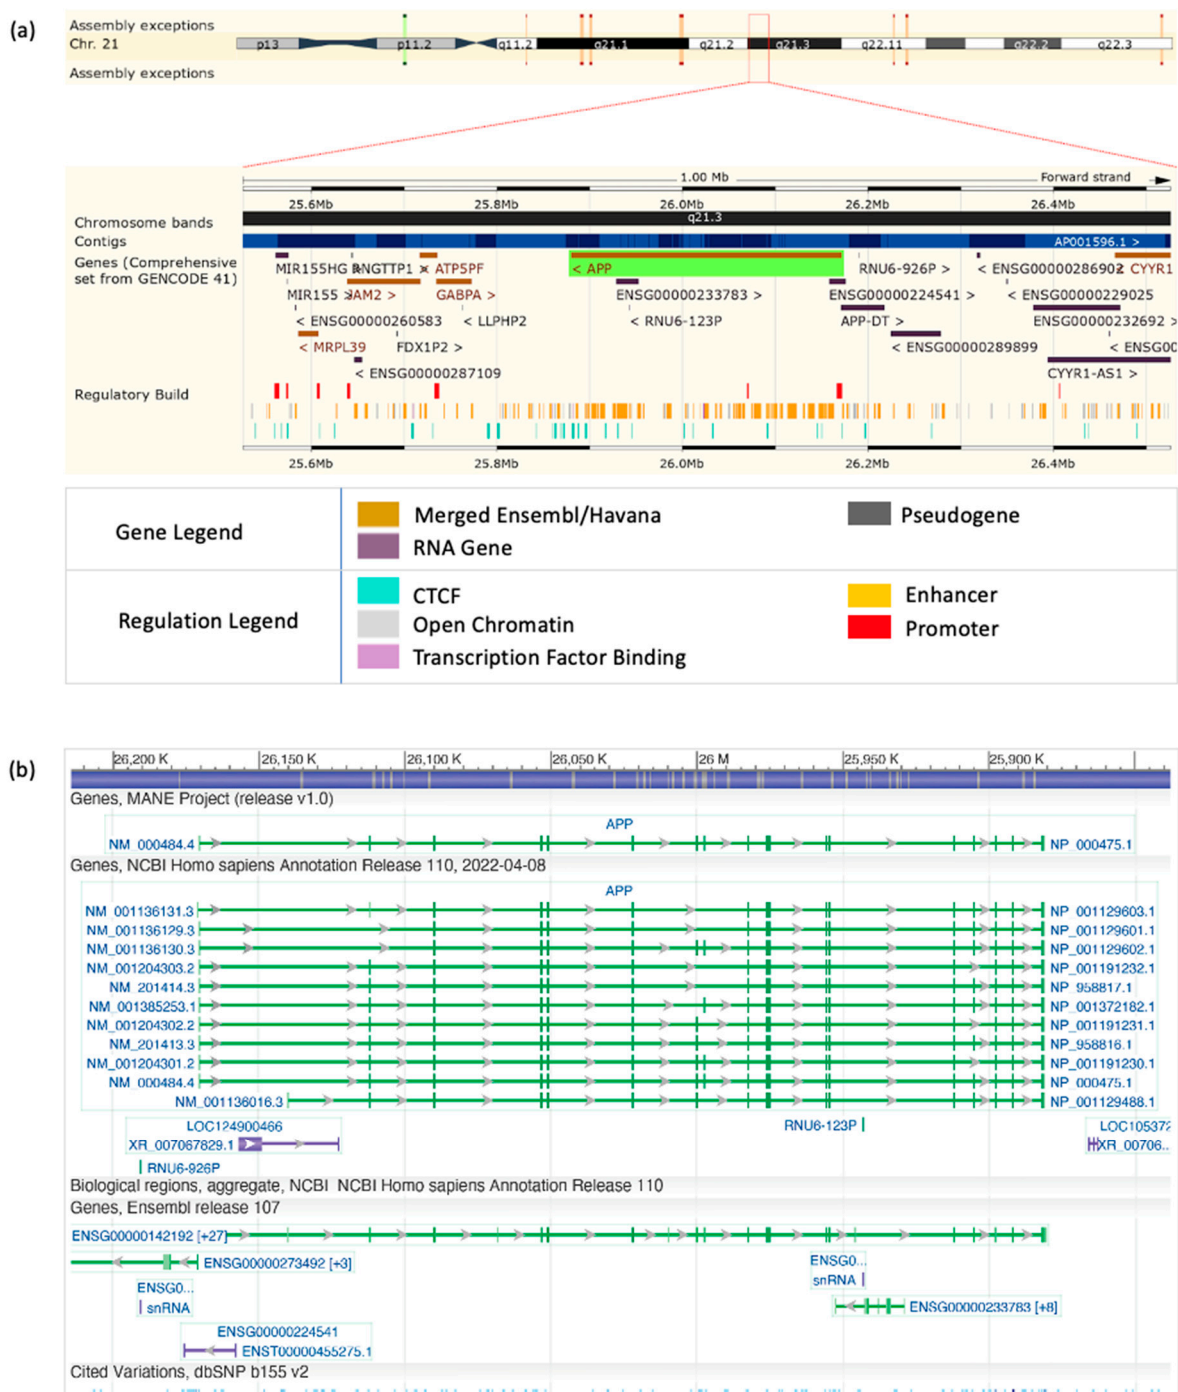 (a)
Assembly exceptions
Chr. 21
p13 p11.2 q11.2 q21.1 q21.2 q21.3 q22.11 q22.2 q22.3
Assembly exceptions
1.00 Mb Forward strand
25.6Mb 25.8Mb 26.0Mb 26.2Mb 26.4Mb
Chromosome bands q21.3
Contigs AP001596.1 >
Genes (Comprehensive
set from GENCODE 41)
MIR155HG RNGTTP1 > < ATP5PF < APP RNU6-926P > < ENSG00000286902 < CYYR1
MIR155 > JAM2 > GABPA > ENSG00000233783 > ENSG00000224541 > < ENSG00000229025
< ENSG00000260583 < LLPHP2 < RNU6-123P APP-DT > ENSG00000232692 >
< MRPL39 FDX1P2 > < ENSG00000289899 < ENSG00
< ENSG00000287109 CYYR1-AS1 >
Regulatory Build
25.6Mb 25.8Mb 26.0Mb 26.2Mb 26.4Mb
Gene Legend
Merged Ensembl/Havana Pseudogene
RNA Gene
Regulation Legend
CTCF Enhancer
Open Chromatin Promoter
Transcription Factor Binding
(b)
26,200 K 26,150 K 26,100 K 26,050 K 26 M 25,950 K 25,900 K
Genes, MANE Project (release v1.0)
APP
NM_000484.4 NP_000475.1
Genes, NCBI Homo sapiens Annotation Release 110, 2022-04-08
APP
NM_001136131.3 NP_001129603.1
NM_001136129.3 NP_001129601.1
NM_001136130.3 NP_001129602.1
NM_001204303.2 NP_001191232.1
NM_201414.3 NP_958817.1
NM_001385253.1 NP_001372182.1
NM_001204302.2 NP_001191231.1
NM_201413.3 NP_958816.1
NM_001204301.2 NP_001191230.1
NM_000484.4 NP_000475.1
NM_001136016.3 NP_001129488.1
LOC124900466 RNU6-123P LOC105372
XR_007067829.1 XR_00706..
RNU6-926P
Biological regions, aggregate, NCBI NCBI Homo sapiens Annotation Release 110
Genes, Ensembl release 107
ENSG00000142192 [+27]
ENSG00000273492 [+3] ENSG0...
snRNA
ENSG0...
snRNA ENSG00000233783 [+8]
ENSG00000224541
ENST00000455275.1
Cited Variations, dbSNP b155 v2